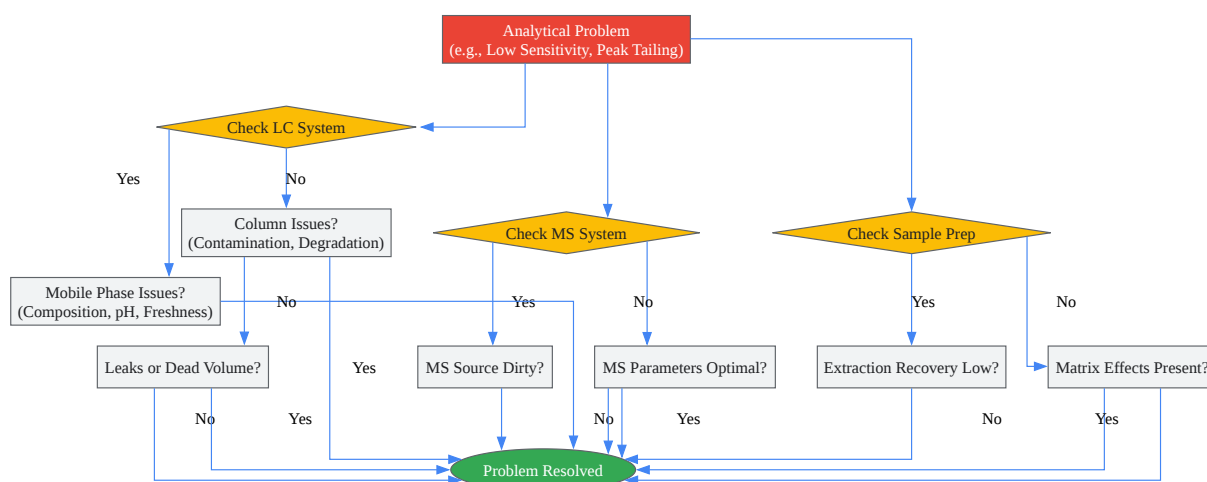 Analytical Problem
(e.g., Low Sensitivity, Peak Tailing)
Check LC System
Yes
No
Column Issues?
(Contamination, Degradation)
Check MS System
Check Sample Prep
Mobile Phase Issues?
(Composition, pH, Freshness)
No
Yes
No
Yes
No
Leaks or Dead Volume?
Yes
MS Source Dirty?
MS Parameters Optimal?
Extraction Recovery Low?
Matrix Effects Present?
No
Yes
No
Yes
No
Yes
Problem Resolved